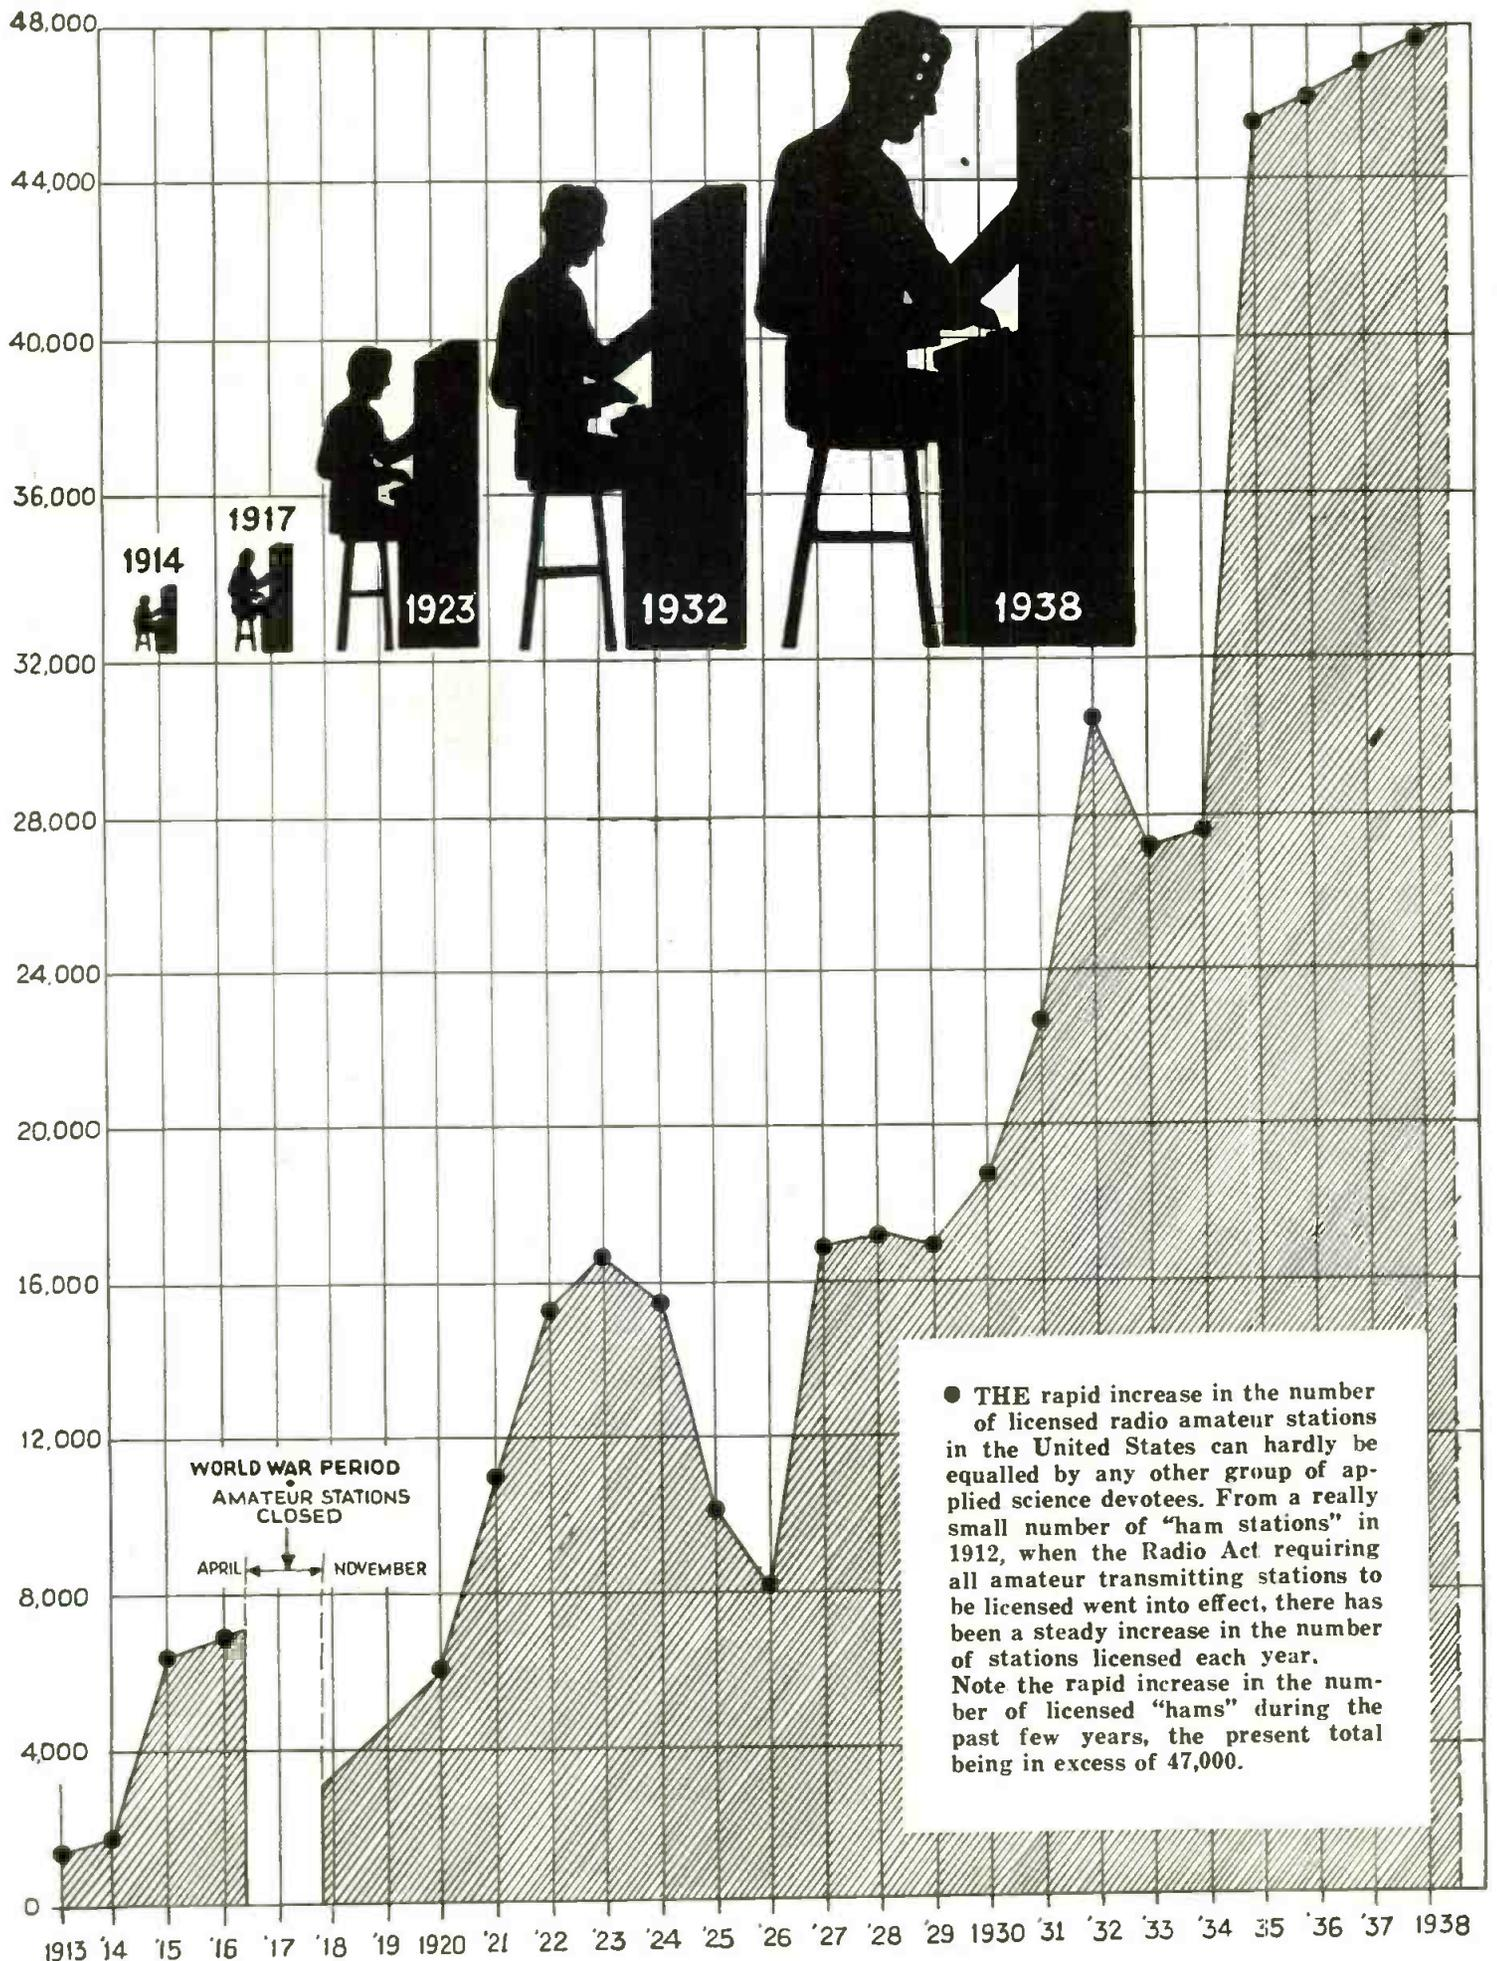 48,000
44,000
40,000
36,000
32,000
28,000
24,000
20,000
16,000
12,000
8,000
4,000
0
1914
1917
1923
1932
1938
WORLD WAR PERIOD
AMATEUR STATIONS
CLOSED
APRIL NOVEMBER
● THE rapid increase in the number
of licensed radio amateur stations
in the United States can hardly be
equalled by any other group of ap-
plied science devotees. From a really
small number of "ham stations" in
1912, when the Radio Act requiring
all amateur transmitting stations to
be licensed went into effect, there has
been a steady increase in the number
of stations licensed each year.
Note the rapid increase in the num-
ber of licensed "hams" during the
past few years, the present total
being in excess of 47,000.
1913 '14 '15 '16 '17 '18 '19 1920 '21 '22 '23 '24 '25 '26 '27 '28 '29 1930 '31 '32 '33 '34 '35 '36 '37 1938